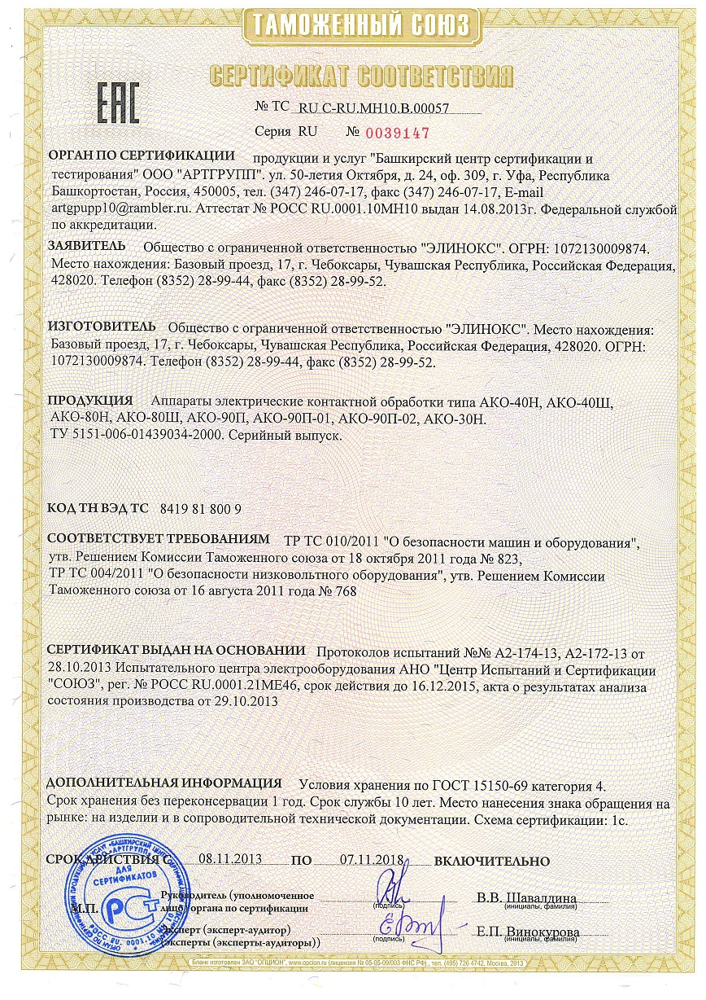 ТАМОЖЕННЫЙ СОЮЗ
СЕРТИФИКАТ СООТВЕТСТВИЯ
EAC
№ ТС RU С-RU.МН10.В.00057
Серия RU № 0039147
ОРГАН ПО СЕРТИФИКАЦИИ продукции и услуг "Башкирский центр сертификации и
тестирования" ООО "АРТГРУПП". ул. 50-летия Октября, д. 24, оф. 309, г. Уфа, Республика
Башкортостан, Россия, 450005, тел. (347) 246-07-17, факс (347) 246-07-17, E-mail
artgpupp10@rambler.ru. Аттестат № РОСС RU.0001.10МН10 выдан 14.08.2013г. Федеральной службой
по аккредитации.
ЗАЯВИТЕЛЬ Общество с ограниченной ответственностью "ЭЛИНОКС". ОГРН: 1072130009874.
Место нахождения: Базовый проезд, 17, г. Чебоксары, Чувашская Республика, Российская Федерация,
428020. Телефон (8352) 28-99-44, факс (8352) 28-99-52.
ИЗГОТОВИТЕЛЬ Общество с ограниченной ответственностью "ЭЛИНОКС". Место нахождения:
Базовый проезд, 17, г. Чебоксары, Чувашская Республика, Российская Федерация, 428020. ОГРН:
1072130009874. Телефон (8352) 28-99-44, факс (8352) 28-99-52.
ПРОДУКЦИЯ Аппараты электрические контактной обработки типа АКО-40Н, АКО-40Ш,
АКО-80Н, АКО-80Ш, АКО-90П, АКО-90П-01, АКО-90П-02, АКО-30Н.
ТУ 5151-006-01439034-2000. Серийный выпуск.
КОД ТН ВЭД ТС 8419 81 800 9
СООТВЕТСТВУЕТ ТРЕБОВАНИЯМ ТР ТС 010/2011 "О безопасности машин и оборудования",
утв. Решением Комиссии Таможенного союза от 18 октября 2011 года № 823,
ТР ТС 004/2011 "О безопасности низковольтного оборудования", утв. Решением Комиссии
Таможенного союза от 16 августа 2011 года № 768
СЕРТИФИКАТ ВЫДАН НА ОСНОВАНИИ Протоколов испытаний №№ А2-174-13, А2-172-13 от
28.10.2013 Испытательного центра электрооборудования АНО "Центр Испытаний и Сертификации
"СОЮЗ", рег. № РОСС RU.0001.21МЕ46, срок действия до 16.12.2015, акта о результатах анализа
состояния производства от 29.10.2013
ДОПОЛНИТЕЛЬНАЯ ИНФОРМАЦИЯ Условия хранения по ГОСТ 15150-69 категория 4.
Срок хранения без переконсервации 1 год. Срок службы 10 лет. Место нанесения знака обращения на
рынке: на изделии и в сопроводительной технической документации. Схема сертификации: 1с.
СРОК ДЕЙСТВИЯ С 08.11.2013 ПО 07.11.2018 ВКЛЮЧИТЕЛЬНО
ДЛЯ
СЕРТИФИКАТОВ
М.П.
Руководитель (уполномоченное
лицо) органа по сертификации
(подпись)
В.В. Шавалдина
(инициалы, фамилия)
Эксперт (эксперт-аудитор)
(эксперты (эксперты-аудиторы))
(подпись)
Е.П. Винокурова
(инициалы, фамилия)
Бланк изготовлен ЗАО "ОПЦИОН", www.opcion.ru (лицензия № 05-05-09/003 ФНС РФ), тел. (495) 726 4742, Москва, 2013